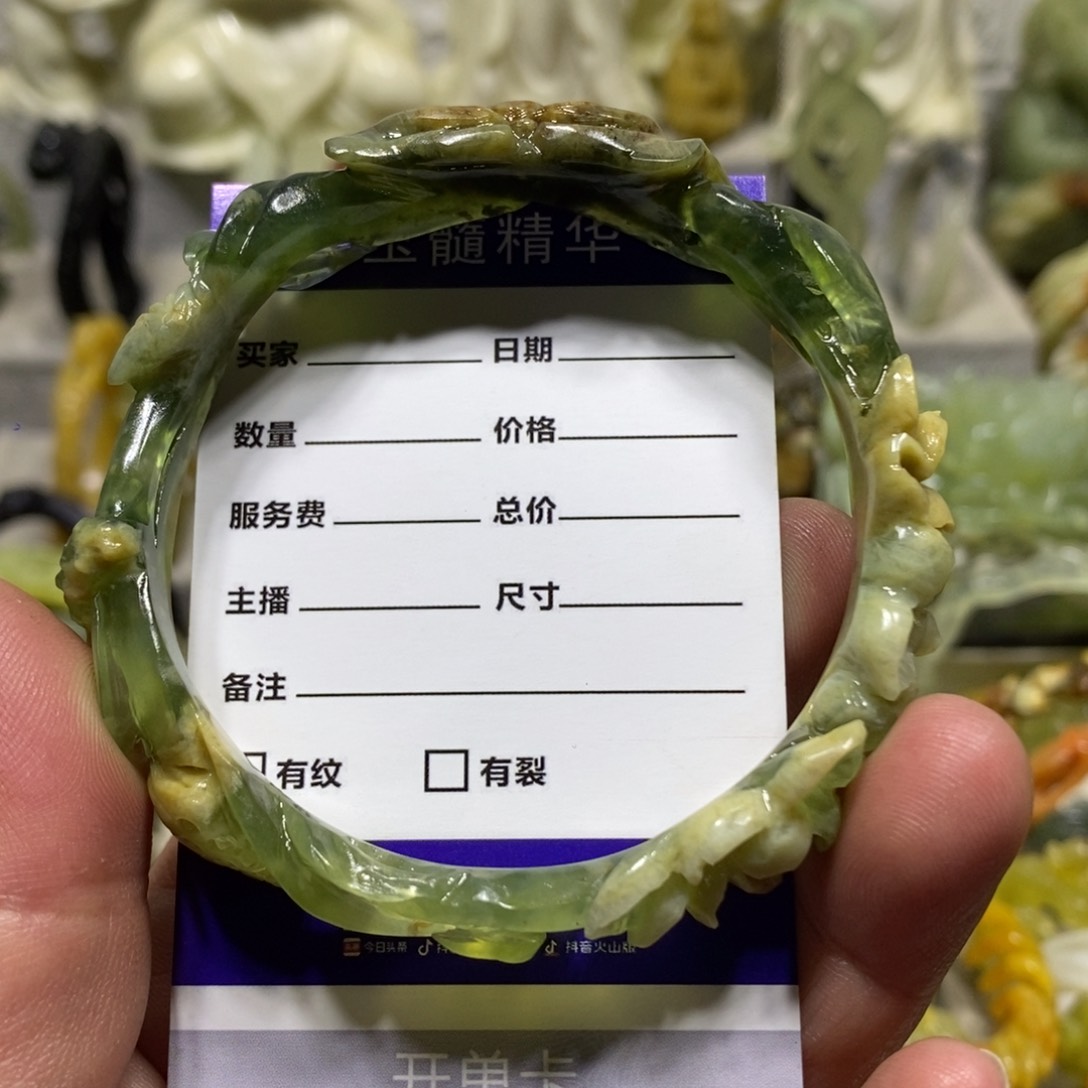 玉髓精华
买家 日期
数量 价格
服务费 总价
主播 尺寸
备注
有纹 有裂
今日头条 抖 抖音火山版
开单卡